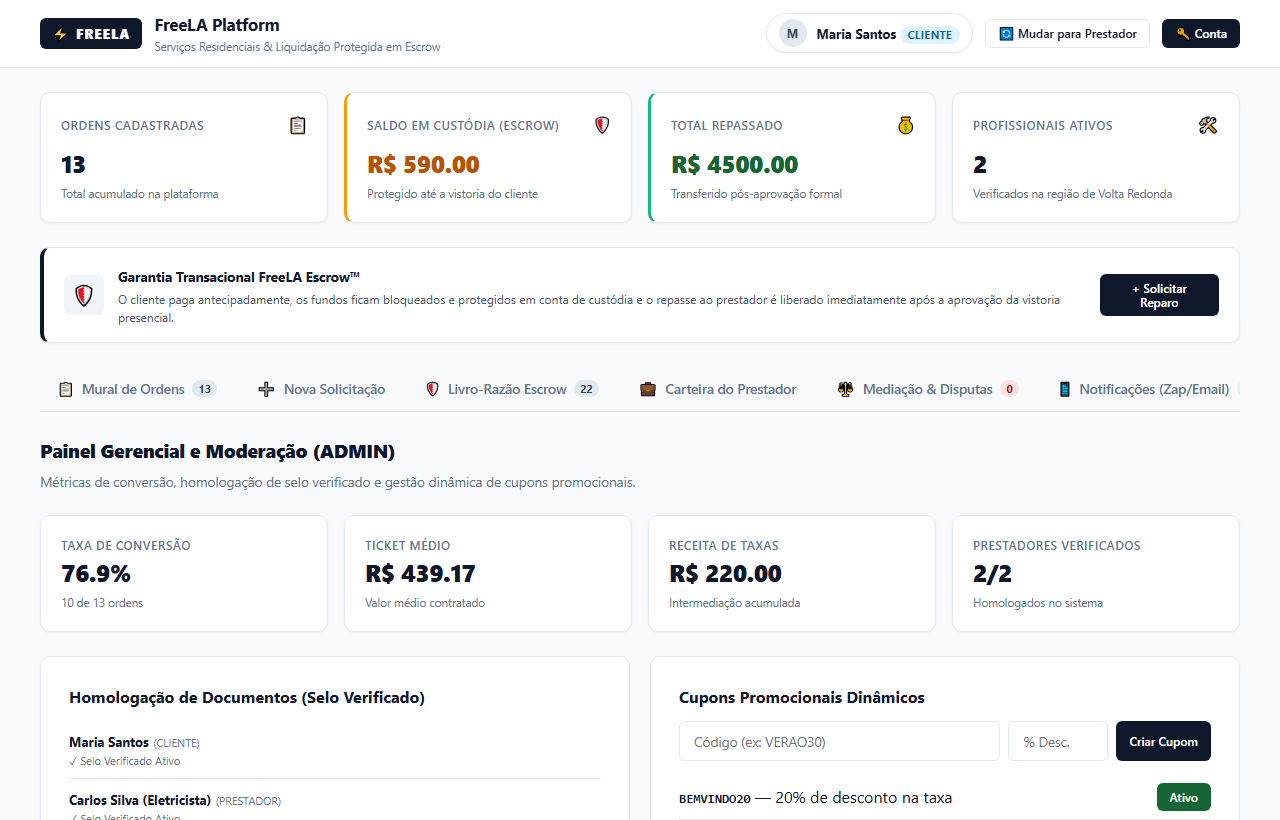 FREELA
FreeLA Platform
Serviços Residenciais & Liquidação Protegida em Escrow
M
Maria Santos CLIENTE
Mudar para Prestador
Conta
ORDENS CADASTRADAS
13
Total acumulado na plataforma
SALDO EM CUSTÓDIA (ESCROW)
R$ 590.00
Protegido até a vistoria do cliente
TOTAL REPASSADO
R$ 4500.00
Transferido pós-aprovação formal
PROFISSIONAIS ATIVOS
2
Verificados na região de Volta Redonda
Garantia Transacional FreeLA Escrow™
O cliente paga antecipadamente, os fundos ficam bloqueados e protegidos em conta de custódia e o repasse ao prestador é liberado imediatamente após a aprovação da vistoria
presencial.
+ Solicitar
Reparo
Mural de Ordens 13
Nova Solicitação
Livro-Razão Escrow 22
Carteira do Prestador
Mediação & Disputas 0
Notificações (Zap/Email)
Painel Gerencial e Moderação (ADMIN)
Métricas de conversão, homologação de selo verificado e gestão dinâmica de cupons promocionais.
TAXA DE CONVERSÃO
76.9%
10 de 13 ordens
TICKET MÉDIO
R$ 439.17
Valor médio contratado
RECEITA DE TAXAS
R$ 220.00
Intermediação acumulada
PRESTADORES VERIFICADOS
2/2
Homologados no sistema
Homologação de Documentos (Selo Verificado)
Maria Santos (CLIENTE)
✓ Selo Verificado Ativo
Carlos Silva (Eletricista) (PRESTADOR)
✓ Selo Verificado Ativo
Cupons Promocionais Dinâmicos
Código (ex: VERAO30)
% Desc.
Criar Cupom
BEMVINDO20 — 20% de desconto na taxa
Ativo